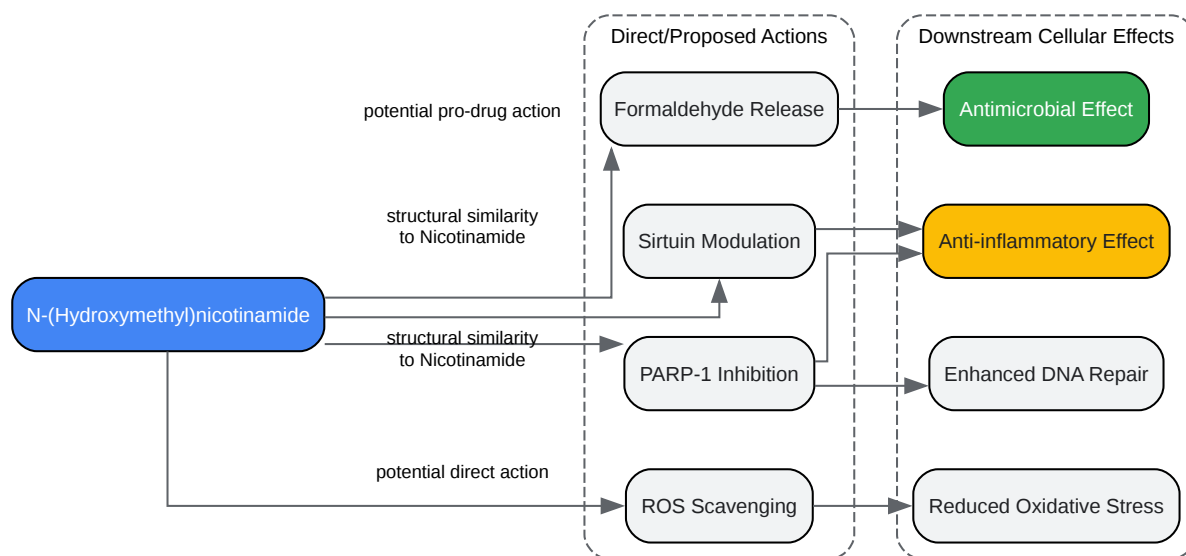 Direct/Proposed Actions
Downstream Cellular Effects
potential pro-drug action
Formaldehyde Release
Antimicrobial Effect
structural similarity
to Nicotinamide
Sirtuin Modulation
Anti-inflammatory Effect
N-(Hydroxymethyl)nicotinamide
structural similarity
to Nicotinamide
PARP-1 Inhibition
Enhanced DNA Repair
potential direct action
ROS Scavenging
Reduced Oxidative Stress